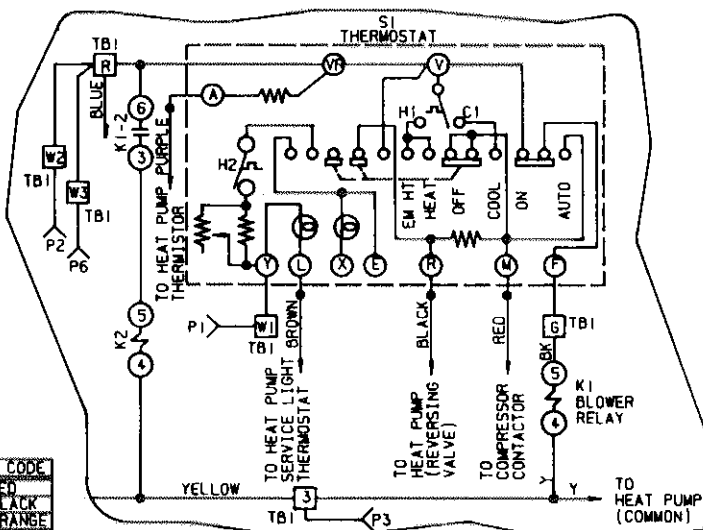 S1
THERMOSTAT
TB1
R
VR
V
A
BLUE
6
K1-2
3
H1
C1
W2
TB1
W3
TB1
H2
P2
P6
TO HEAT PUMP PURPLE
THERMISTOR
EM HT
HEAT
OFF
COOL
ON
AUTO
Y
L
X
E
R
M
F
5
K2
4
P1
W1
TB1
BROWN
BLACK
RED
G
TB1
BK
5
K1
BLOWER
RELAY
4
TO HEAT PUMP
SERVICE LIGHT
THERMOSTAT
TO
HEAT PUMP
(REVERSING
VALVE)
TO
COMPRESSOR
CONTACTOR
Y
CODE
ED
LACK
RANGE
YELLOW
3
TB1
P3
Y
TO
HEAT PUMP
(COMMON)